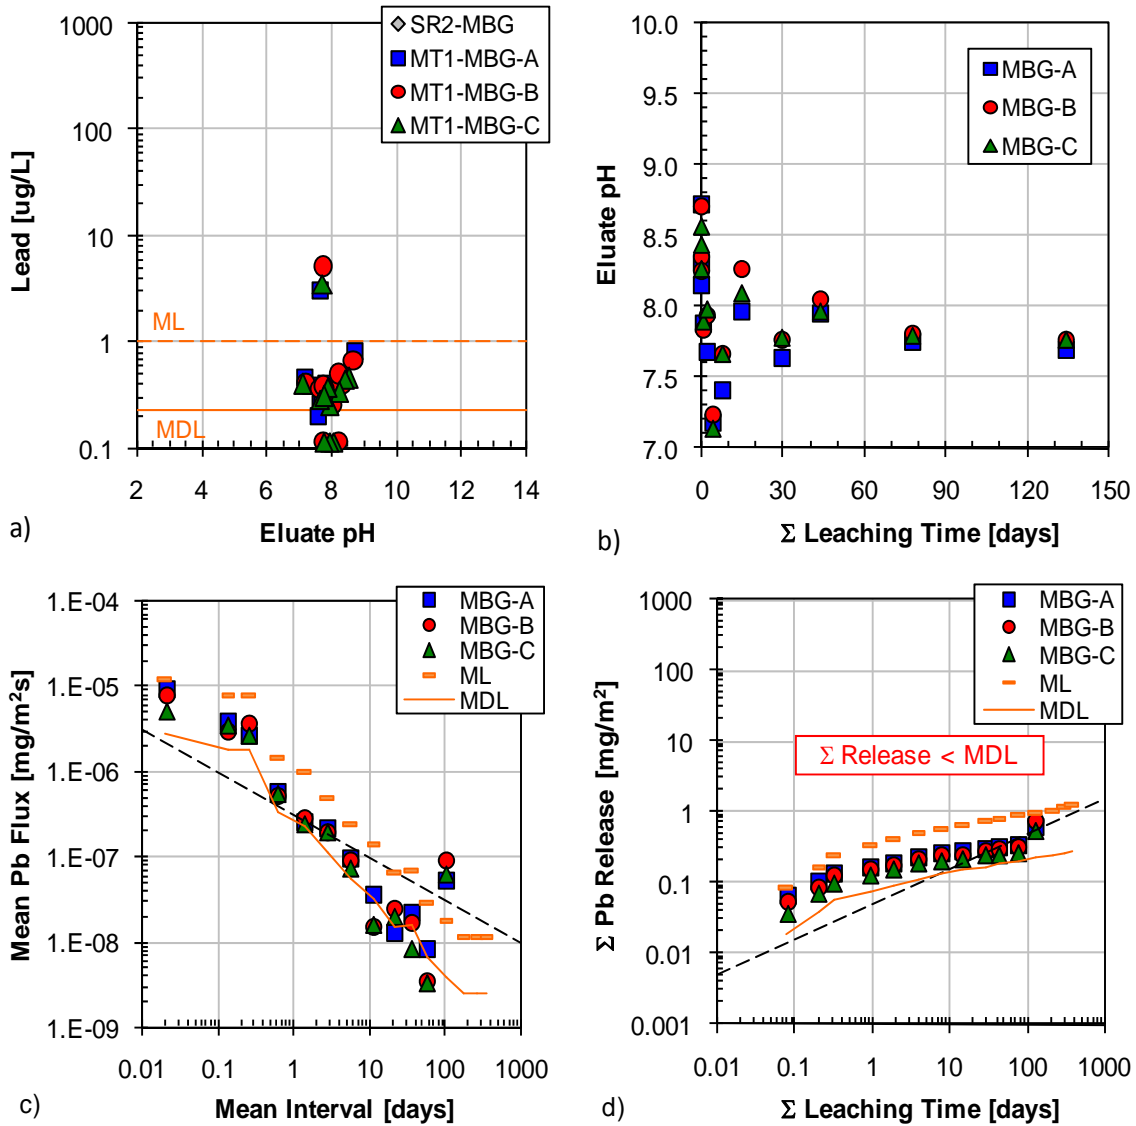 1000
100
10
1
0.1
Lead [ug/L]
ML
MDL
SR2-MBG
MT1-MBG-A
MT1-MBG-B
MT1-MBG-C
2 4 6 8 10 12 14
Eluate pH
a)
10.0
9.5
9.0
8.5
8.0
7.5
7.0
Eluate pH
MBG-A
MBG-B
MBG-C
0 30 60 90 120 150
Σ Leaching Time [days]
b)
1.E-04
1.E-05
1.E-06
1.E-07
1.E-08
1.E-09
Mean Pb Flux [mg/m²s]
MBG-A
MBG-B
MBG-C
ML
MDL
0.01 0.1 1 10 100 1000
Mean Interval [days]
c)
1000
100
10
1
0.1
0.01
0.001
Σ Pb Release [mg/m²]
MBG-A
MBG-B
MBG-C
ML
MDL
Σ Release < MDL
0.01 0.1 1 10 100 1000
Σ Leaching Time [days]
d)